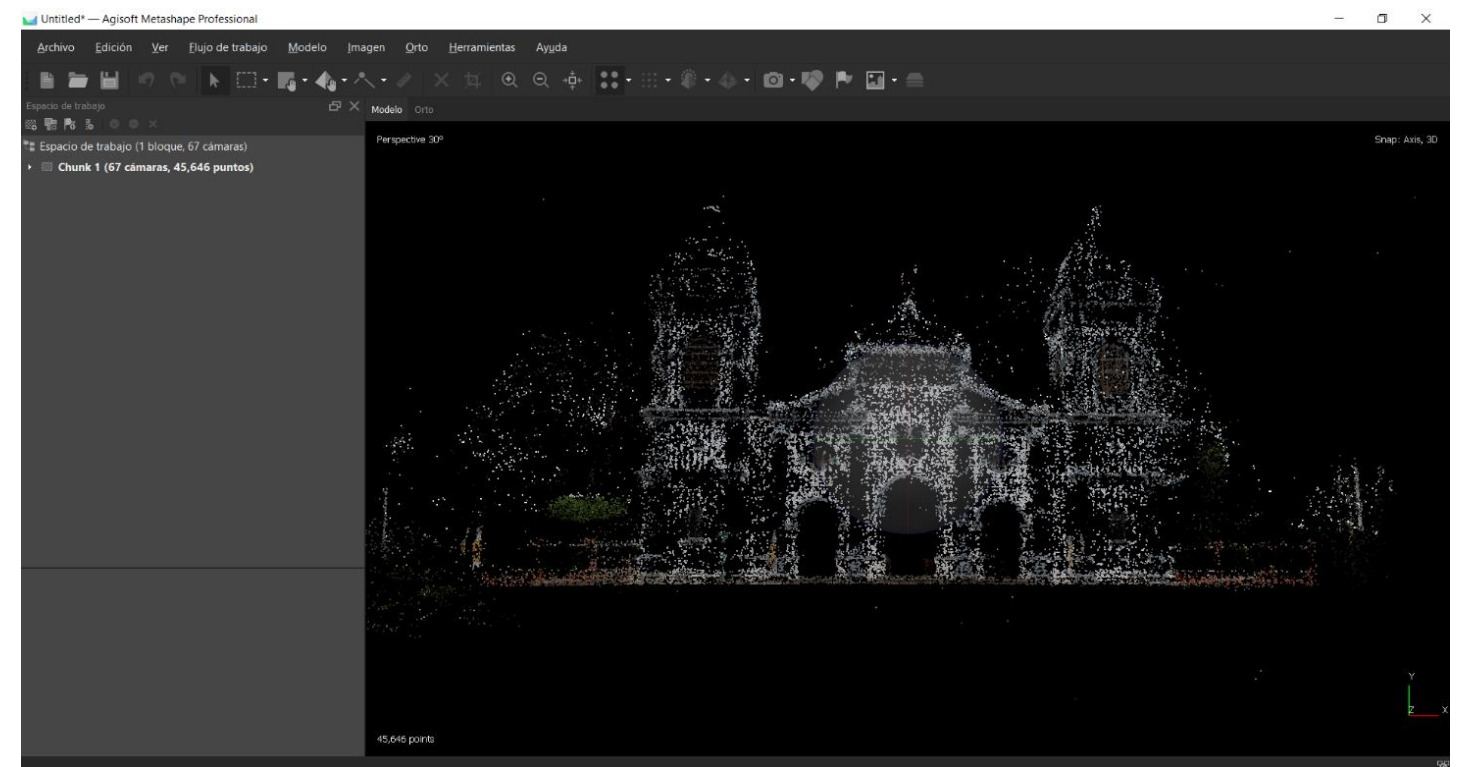 Untitled* — Agisoft Metashape Professional
Archivo Edición Ver Flujo de trabajo Modelo Imagen Orto Herramientas Ayuda
Espacio de trabajo
Modelo Orto
Espacio de trabajo (1 bloque, 67 cámaras)
Chunk 1 (67 cámaras, 45,646 puntos)
Perspective 30°
Snap: Axis, 3D
Y
Z X
45,646 points